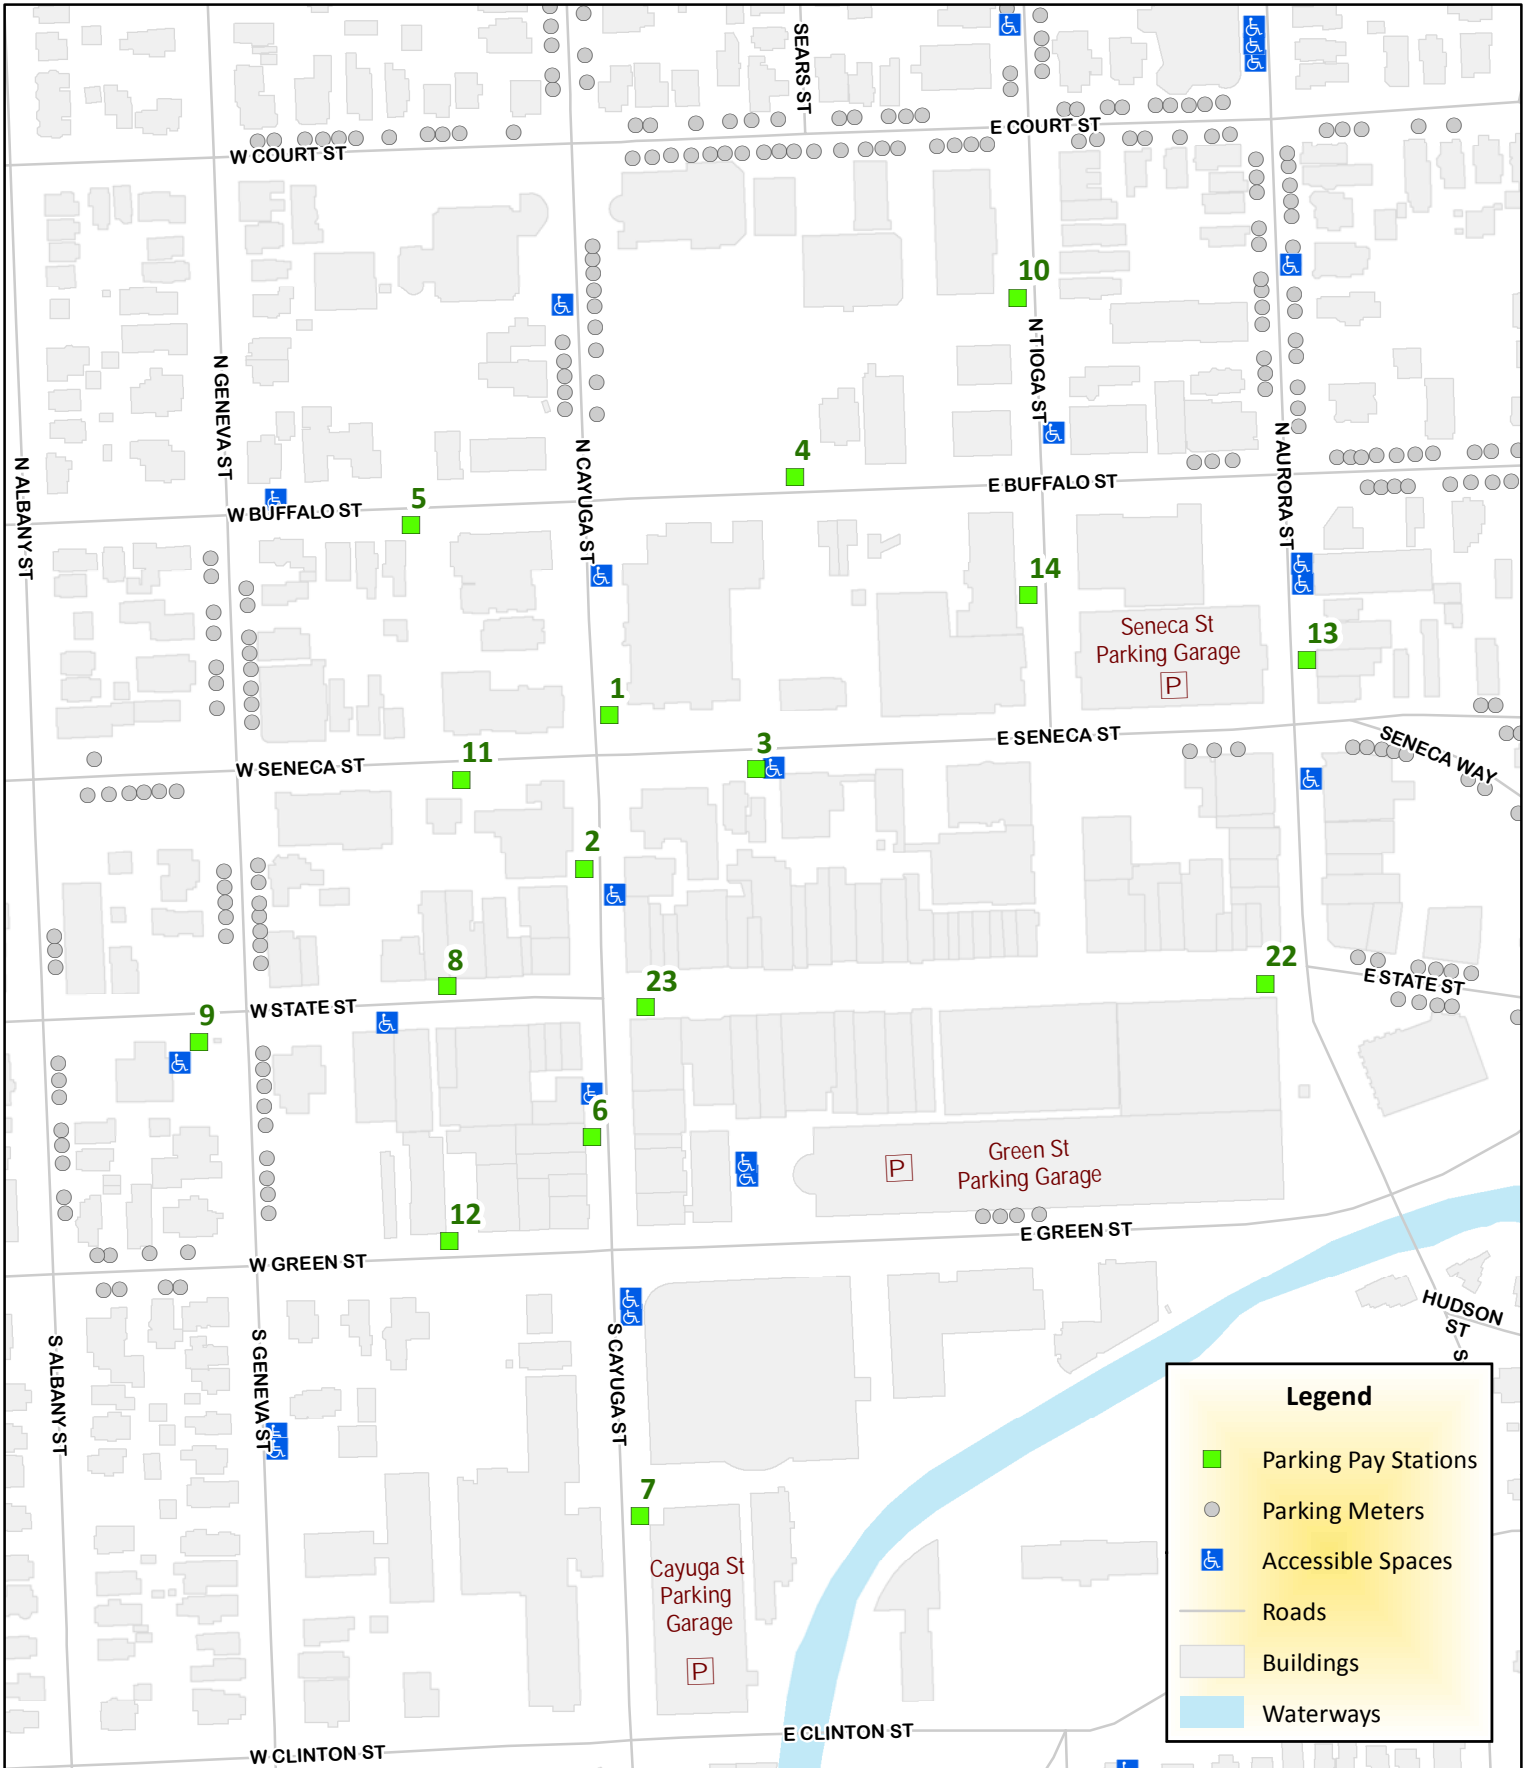 SEARS ST
E COURT ST
W COURT ST
10
N TIOGA ST
N GENEVA ST
N ALBANY ST
N CAYUGA ST
N AURORA ST
4
E BUFFALO ST
5
W BUFFALO ST
14
Seneca St
Parking Garage
P
13
1
3
E SENECA ST
SENECA WAY
11
W SENECA ST
2
8
23
22
E STATE ST
W STATE ST
9
6
Green St
Parking Garage
P
12
E GREEN ST
W GREEN ST
HUDSON
ST
S
S ALBANY ST
S GENEVA ST
S CAYUGA ST
7
Cayuga St
Parking
Garage
P
E CLINTON ST
W CLINTON ST
Legend
Parking Pay Stations
Parking Meters
Accessible Spaces
Roads
Buildings
Waterways